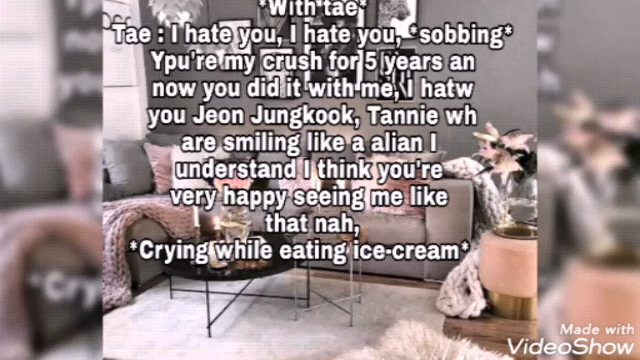 *With tae*
Tae : I hate you, I hate you, *sobbing*
Ypu're my crush for 5 years an
now you did it with me, I hatw
you Jeon Jungkook, Tannie wh
are smiling like a alian I
understand I think you're
very happy seeing me like
that nah,
*Crying while eating ice-cream*
Made with
VideoShow